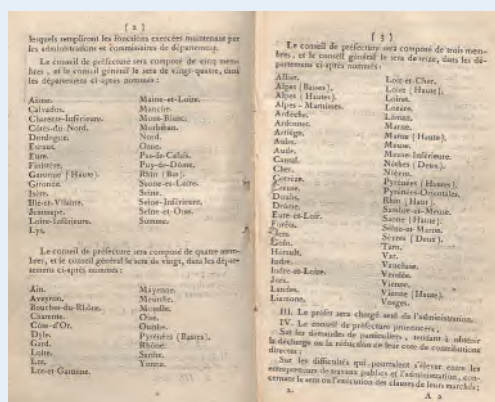 ( 2 )
lesquels rempliront les fonctions exercées maintenant par
les administrations et commissaires de département.
Le conseil de préfecture sera composé de cinq mem-
bres, et le conseil général le sera de vingt-quatre, dans
les départemens ci-après nommés :
Aisne.
Calvados.
Charente-Inférieure.
Côtes-du-Nord.
Dordogne.
Escaut.
Eure.
Finistère.
Garonne ( Haute ).
Gironde.
Isère.
Ille-et-Vilaine.
Jemmape.
Loire-Inférieure.
Lys.
Maine-et-Loire.
Manche.
Mont-Blanc.
Morbihan.
Nord.
Orne.
Pas-de-Calais.
Puy-de-Dôme.
Rhin ( Bas ).
Saône-et-Loire.
Seine.
Seine-Inférieure.
Seine-et-Oise.
Somme.
Le conseil de préfecture sera composé de quatre mem-
bres, et le conseil général le sera de vingt, dans les dépar-
temens ci-après nommés :
Ain.
Aveyron.
Bouches-du-Rhône.
Charente.
Côte-d'Or.
Dyle.
Gard.
Loire.
Lot.
Lot-et-Garonne.
Mayenne.
Meurthe.
Moselle.
Oise.
Ourthe.
Pyrénées ( Basses ).
Rhône.
Sarthe.
Yonne.
( 3 )
Le conseil de préfecture sera composé de trois mem-
bres, et le conseil général le sera de seize, dans les dé-
partemens ci-après nommés :
Allier.
Alpes ( Basses ).
Alpes ( Hautes ).
Alpes - Maritimes.
Ardèche.
Ardennes.
Arriège.
Aube.
Aude.
Cantal.
Cher.
Corrèze.
Creuse.
Doubs.
Drôme.
Eure-et-Loir.
Forêts.
Gers.
Golo.
Hérault.
Indre.
Indre-et-Loire.
Jura.
Landes.
Liamone.
Loir-et-Cher.
Loire ( Haute ).
Loiret.
Lozère.
Léman.
Marne.
Marne ( Haute ).
Meuse.
Meuse-Inférieure.
Nèthes ( Deux ).
Nièvre.
Pyrénées ( Hautes ).
Pyrénées-Orientales.
Rhin ( Haut ).
Sambre-et-Meuse.
Saône ( Haute ).
Seine-et-Marne.
Sèvres ( Deux ).
Tarn.
Var.
Vaucluse.
Vendée.
Vienne.
Vienne ( Haute ).
Vosges.
III. Le préfet sera chargé seul de l'administration.
IV. Le conseil de préfecture prononcera,
Sur les demandes de particuliers, tendant à obtenir
la décharge ou la réduction de leur cote de contributions
directes ;
Sur les difficultés qui pourraient s'élever entre les
entrepreneurs de travaux publics et l'administration, con-
cernant le sens ou l'exécution des clauses de leurs marchés ;
2.
A 2